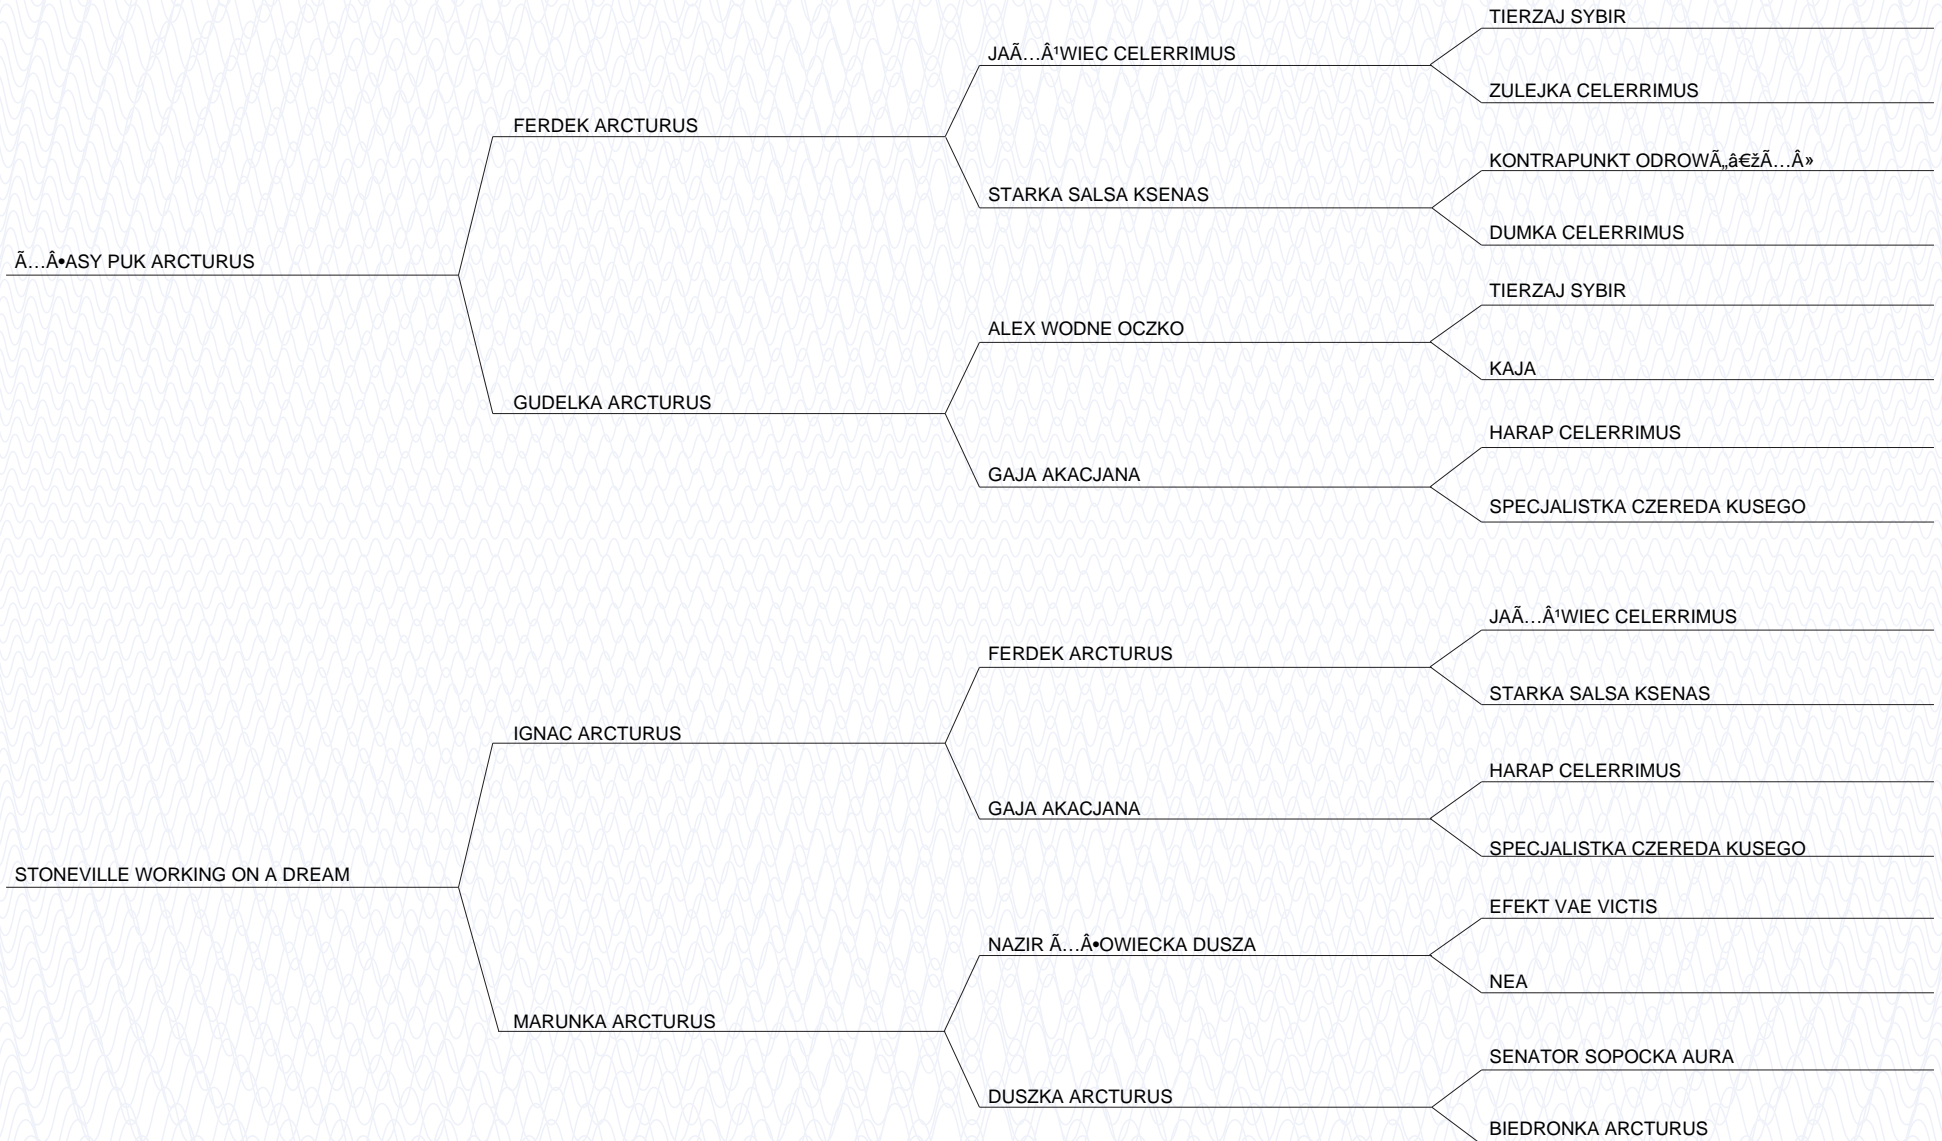 TIERZAJ SYBIR
JAÃ…Â¹WIEC CELERRIMUS
ZULEJKA CELERRIMUS
FERDEK ARCTURUS
KONTRAPUNKT ODROWÃ„â€žÃ…Â»
STARKA SALSA KSENAS
DUMKA CELERRIMUS
Ã…Â•ASY PUK ARCTURUS
TIERZAJ SYBIR
ALEX WODNE OCZKO
KAJA
GUDELKA ARCTURUS
HARAP CELERRIMUS
GAJA AKACJANA
SPECJALISTKA CZEREDA KUSEGO
JAÃ…Â¹WIEC CELERRIMUS
FERDEK ARCTURUS
STARKA SALSA KSENAS
IGNAC ARCTURUS
HARAP CELERRIMUS
GAJA AKACJANA
SPECJALISTKA CZEREDA KUSEGO
STONEVILLE WORKING ON A DREAM
EFEKT VAE VICTIS
NAZIR Ã…Â•OWIECKA DUSZA
NEA
MARUNKA ARCTURUS
SENATOR SOPOCKA AURA
DUSZKA ARCTURUS
BIEDRONKA ARCTURUS